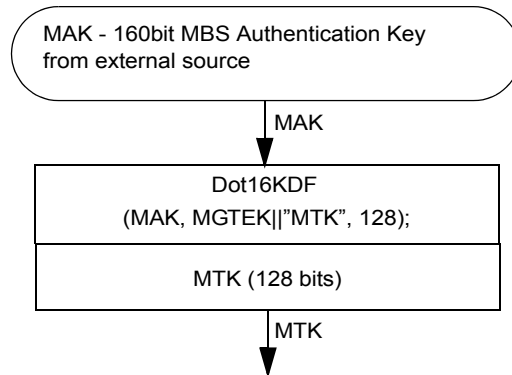 MAK - 160bit MBS Authentication Key
from external source
MAK
Dot16KDF
(MAK, MGTEK||”MTK”, 128);
MTK (128 bits)
MTK